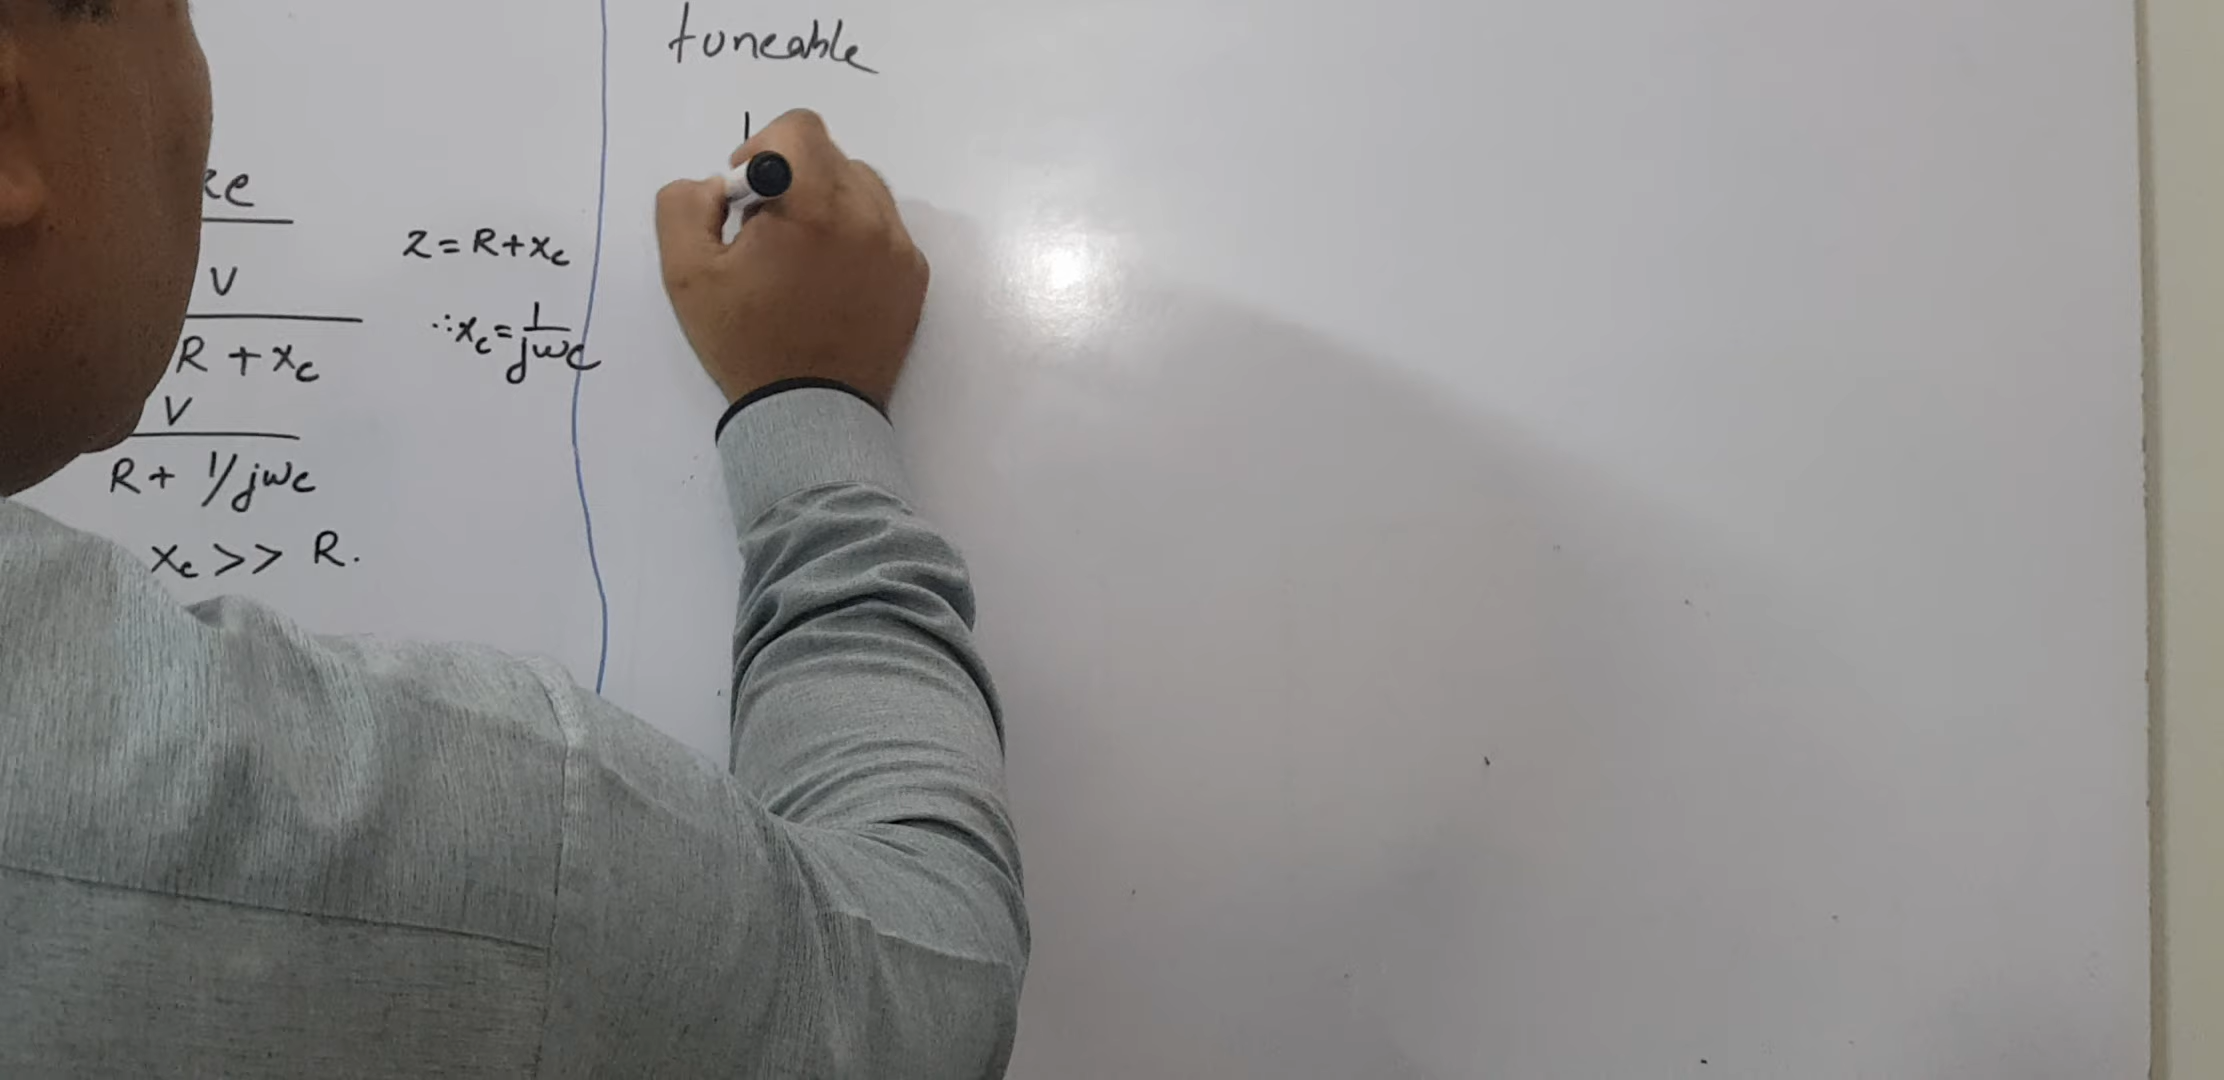 V
R + xc
V
R + 1/jwc
xc >> R.
z = R+xc
∴xc = 1/jwc
tuneable